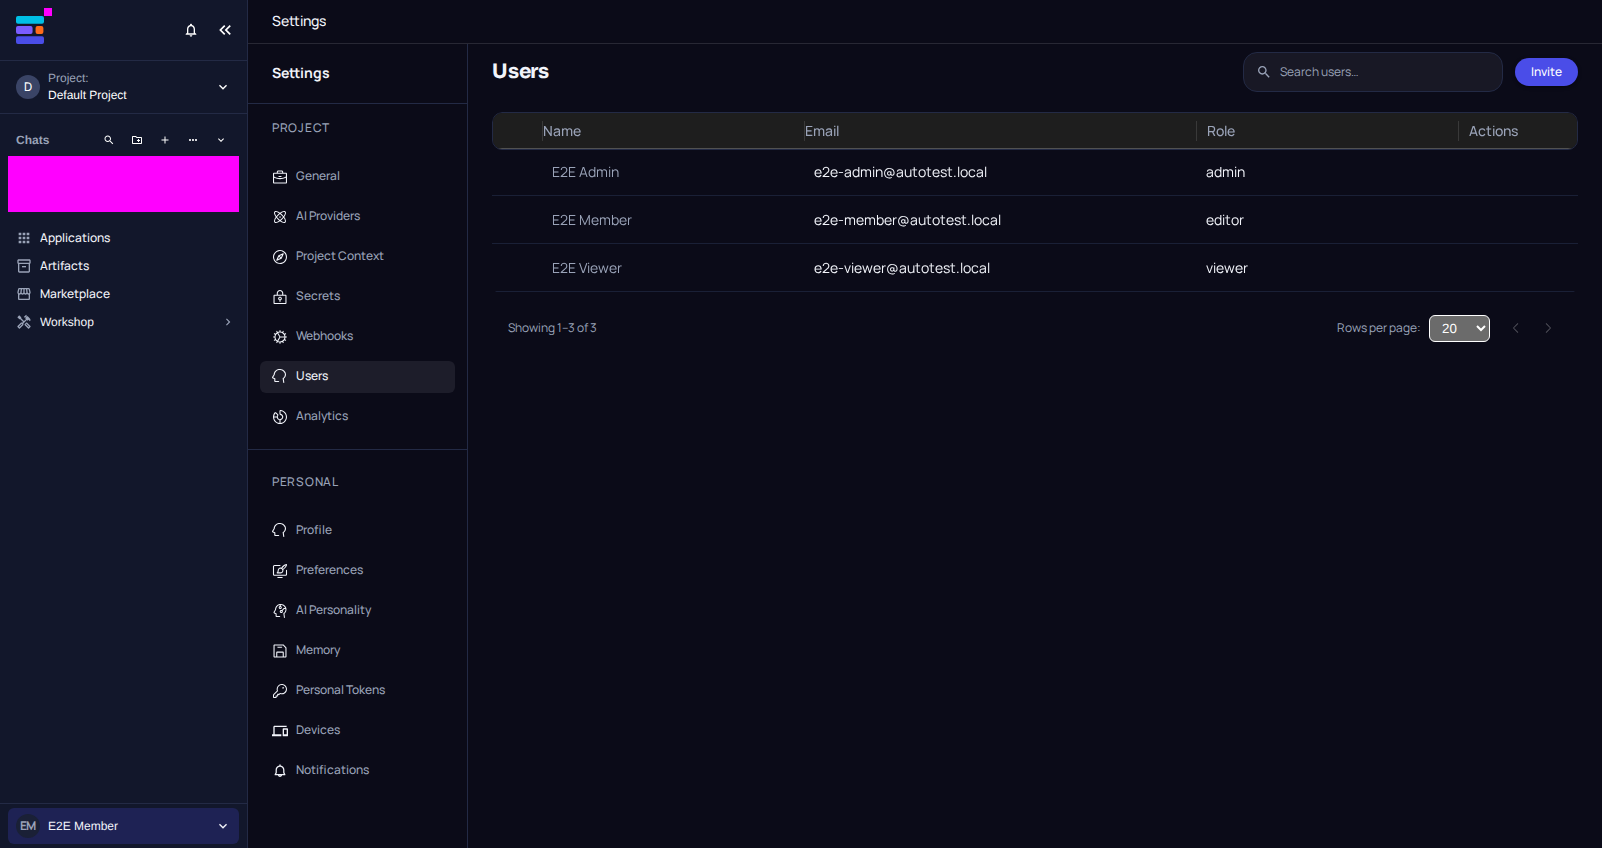 Settings
D
Project:
Default Project
Chats
Applications
Artifacts
Marketplace
Workshop
EM
E2E Member
Settings
PROJECT
General
AI Providers
Project Context
Secrets
Webhooks
Users
Analytics
PERSONAL
Profile
Preferences
AI Personality
Memory
Personal Tokens
Devices
Notifications
Users
Search users...
Invite
Name Email Role Actions
E2E Admin e2e-admin@autotest.local admin
E2E Member e2e-member@autotest.local editor
E2E Viewer e2e-viewer@autotest.local viewer
Showing 1–3 of 3
Rows per page: 20